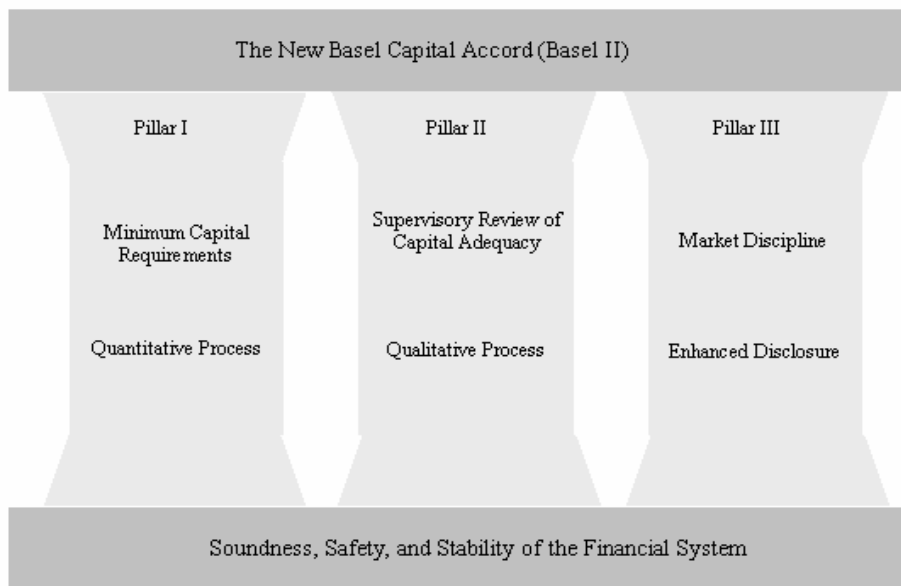 The New Basel Capital Accord (Basel II)
Pillar I
Minimum Capital
Requirements
Quantitative Process
Pillar II
Supervisory Review of
Capital Adequacy
Qualitative Process
Pillar III
Market Discipline
Enhanced Disclosure
Soundness, Safety, and Stability of the Financial System